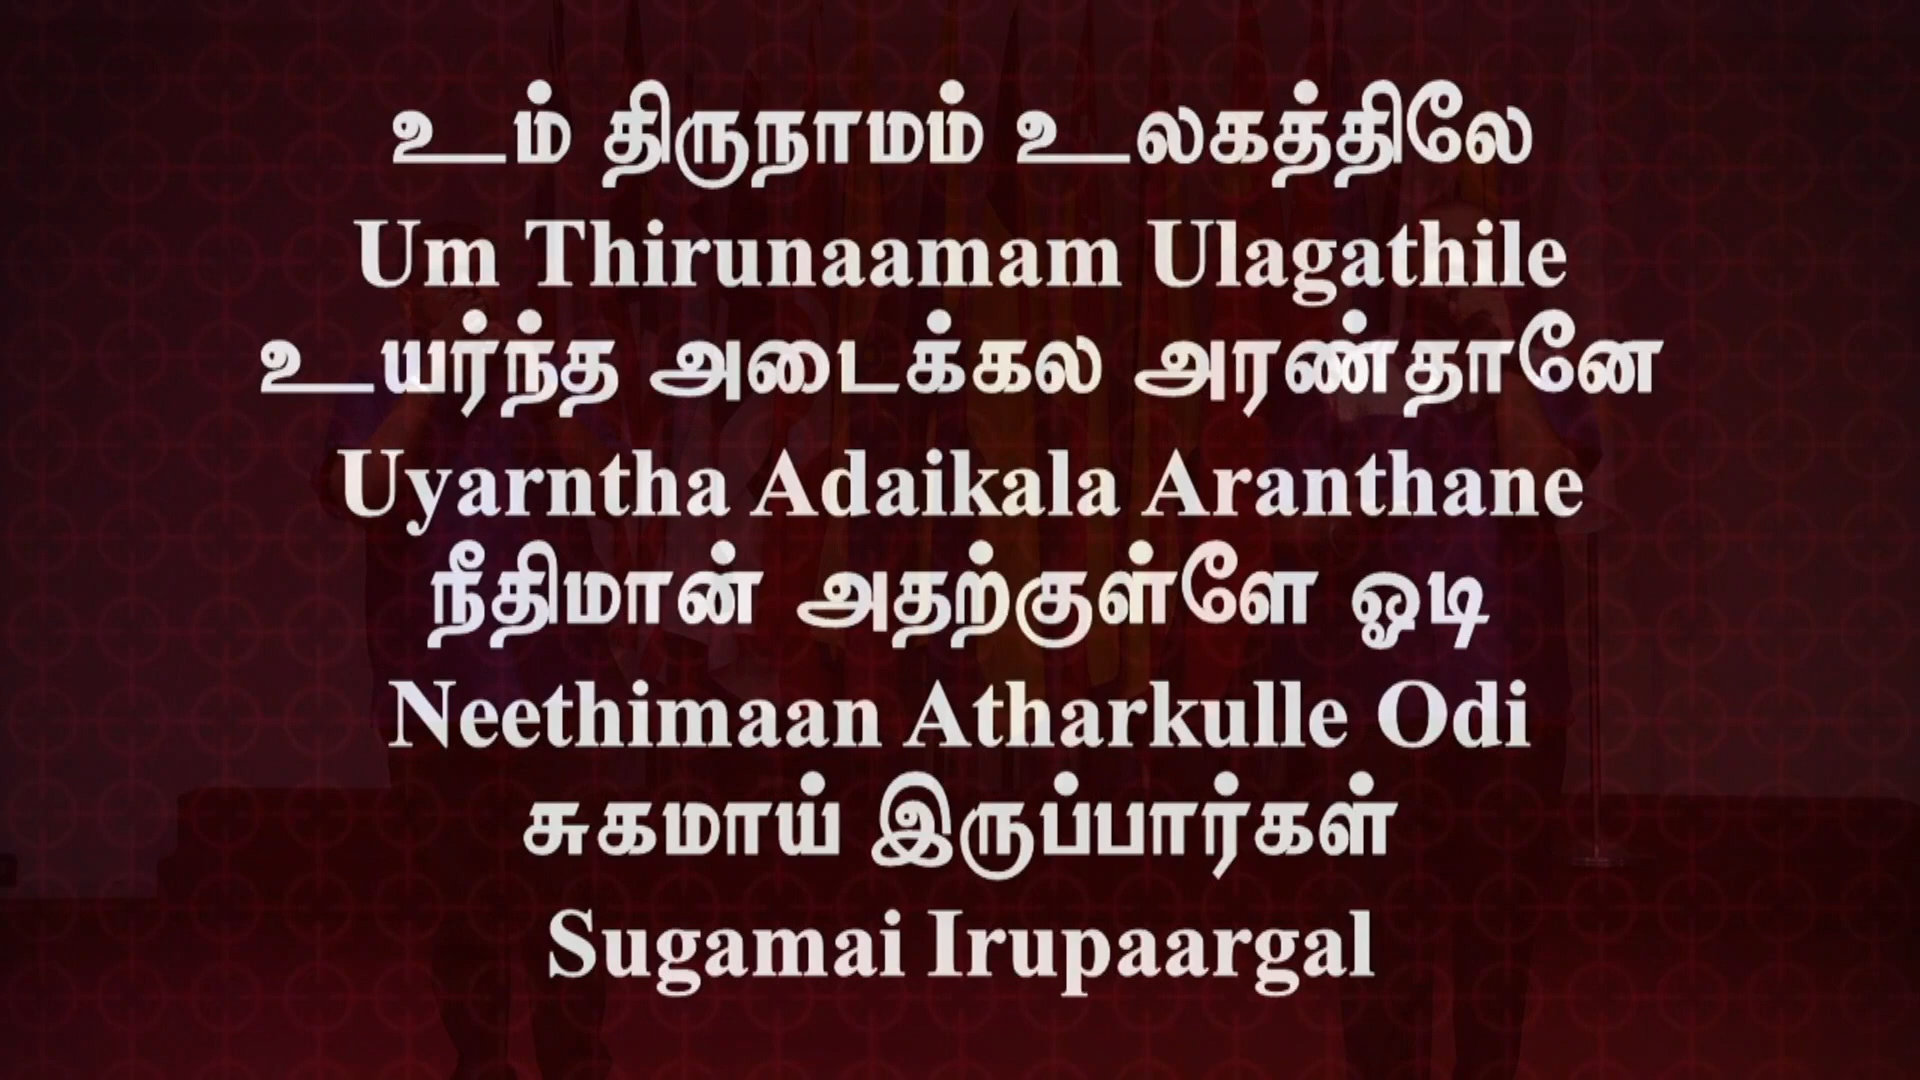 உம் திருநாமம் உலகத்திலே
Um Thirunaamam Ulagathile
உயர்ந்த அடைக்கல அரண்தானே
Uyarntha Adaikala Aranthane
நீதிமான் அதற்குள்ளே ஓடி
Neethimaan Atharkulle Odi
சுகமாய் இருப்பார்கள்
Sugamai Irupaargal